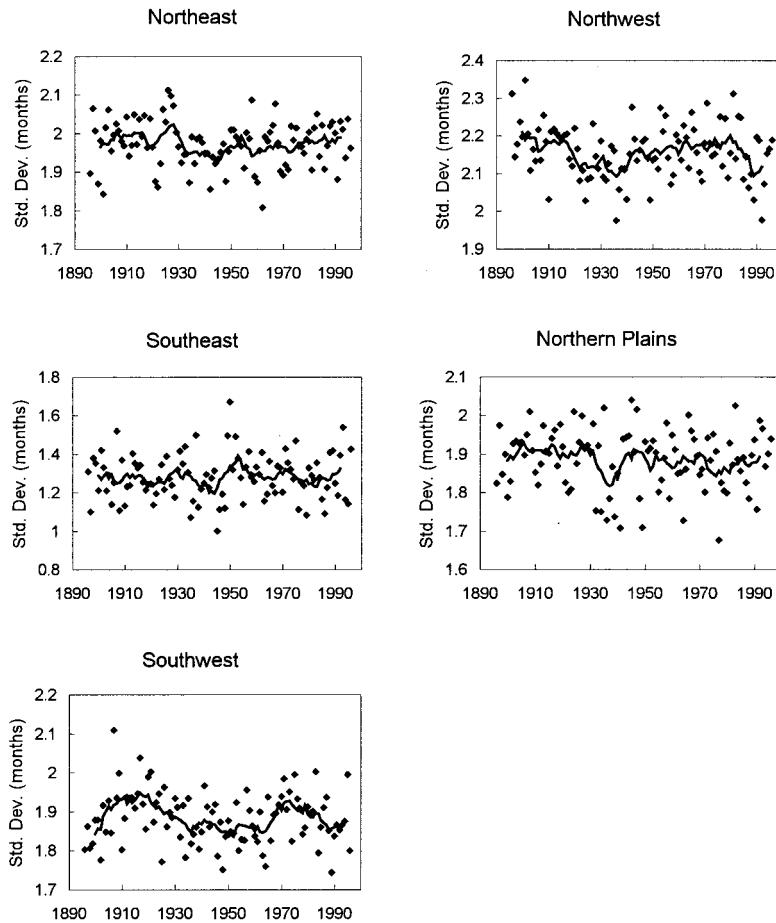 Northeast
Std. Dev. (months)
2.2
2.1
2
1.9
1.8
1.7
1890 1910 1930 1950 1970 1990
Northwest
Std. Dev. (months)
2.4
2.3
2.2
2.1
2
1.9
1890 1910 1930 1950 1970 1990
Southeast
Std. Dev. (months)
1.8
1.6
1.4
1.2
1
0.8
1890 1910 1930 1950 1970 1990
Northern Plains
Std. Dev. (months)
2.1
2
1.9
1.8
1.7
1.6
1890 1910 1930 1950 1970 1990
Southwest
Std. Dev. (months)
2.2
2.1
2
1.9
1.8
1.7
1890 1910 1930 1950 1970 1990